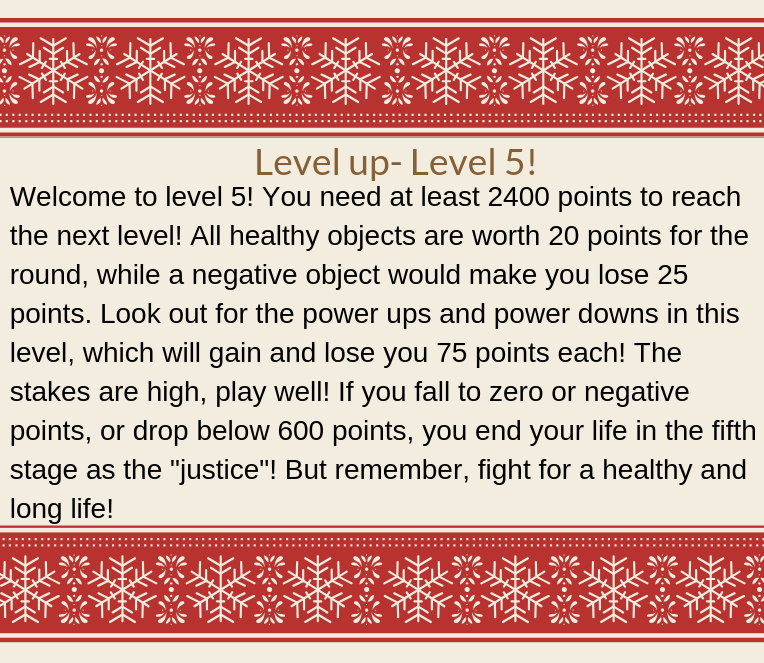 Level up- Level 5!
Welcome to level 5! You need at least 2400 points to reach
the next level! All healthy objects are worth 20 points for the
round, while a negative object would make you lose 25
points. Look out for the power ups and power downs in this
level, which will gain and lose you 75 points each! The
stakes are high, play well! If you fall to zero or negative
points, or drop below 600 points, you end your life in the fifth
stage as the "justice"! But remember, fight for a healthy and
long life!